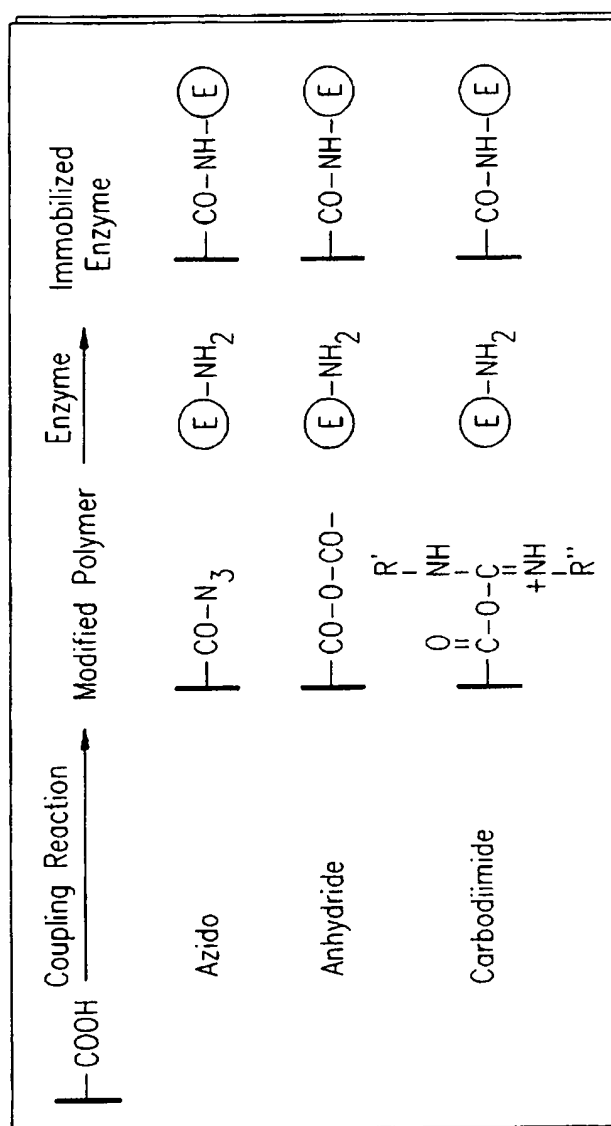 COOH Coupling Reaction Modified Polymer Enzyme Immobilized Enzyme
Azido CO-N3 E-NH2 CO-NH-E
Anhydride CO-O-CO- E-NH2 CO-NH-E
Carbodiimide
R'
O NH
C-O-C E-NH2 CO-NH-E
+NH
R"